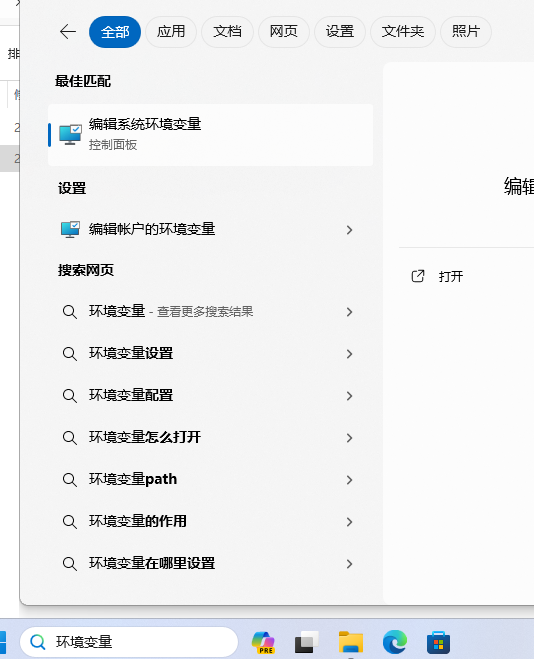 全部 应用 文档 网页 设置 文件夹 照片
排
最佳匹配
编辑系统环境变量
控制面板
编辑
设置
编辑帐户的环境变量
搜索网页
打开
环境变量 - 查看更多搜索结果
环境变量设置
环境变量配置
环境变量怎么打开
环境变量path
环境变量的作用
环境变量在哪里设置
环境变量
PRE